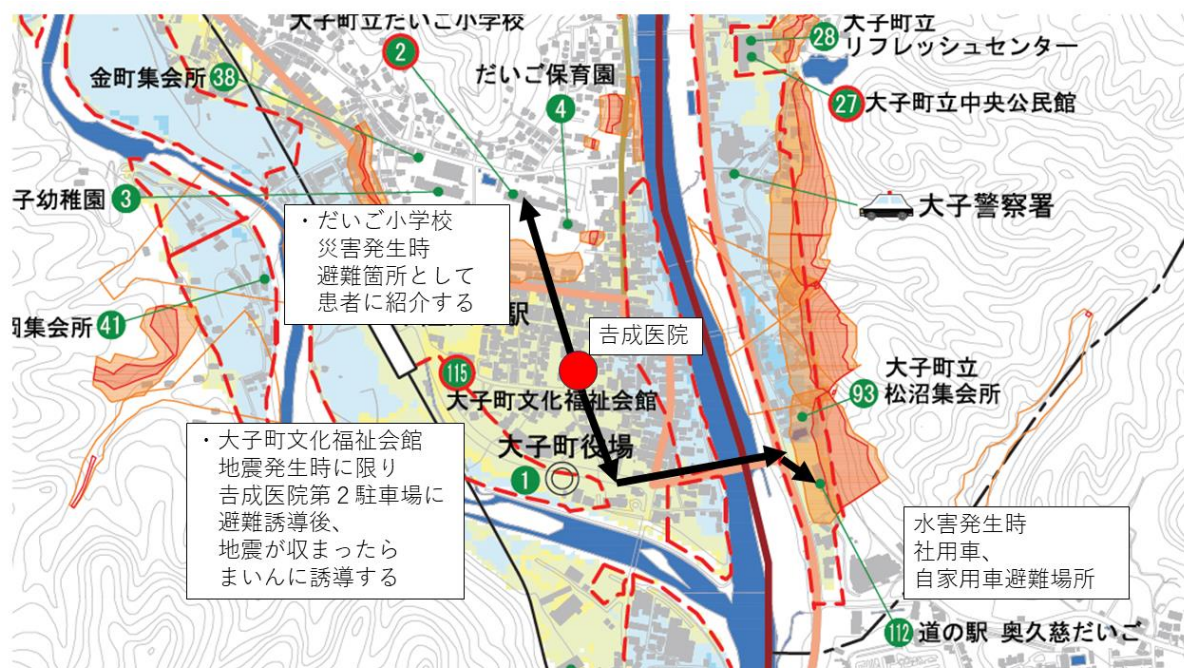 大子町立だいご小学校
2
金町集会所 38
だいご保育園
4
大子町立
28 リフレッシュセンター
27 大子町立中央公民館
子幼稚園 3
大子警察署
・だいご小学校
災害発生時
避難箇所として
患者に紹介する
駅
吉成医院
集会所 41
115
大子町文化福祉会館
大子町立
93 松沼集会所
大子町役場
1
・大子町文化福祉会館
地震発生時に限り
吉成医院第2駐車場に
避難誘導後、
地震が収まったら
まいんに誘導する
水害発生時
社用車、
自家用車避難場所
112 道の駅 奥久慈だいご